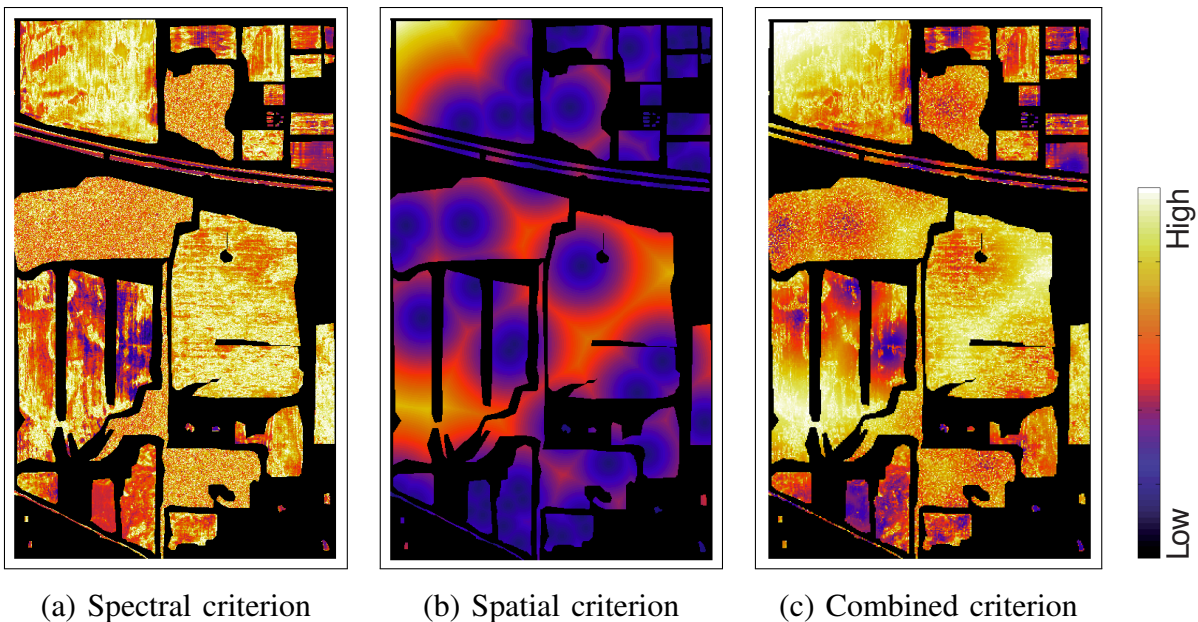 High
Low
(a) Spectral criterion
(b) Spatial criterion
(c) Combined criterion